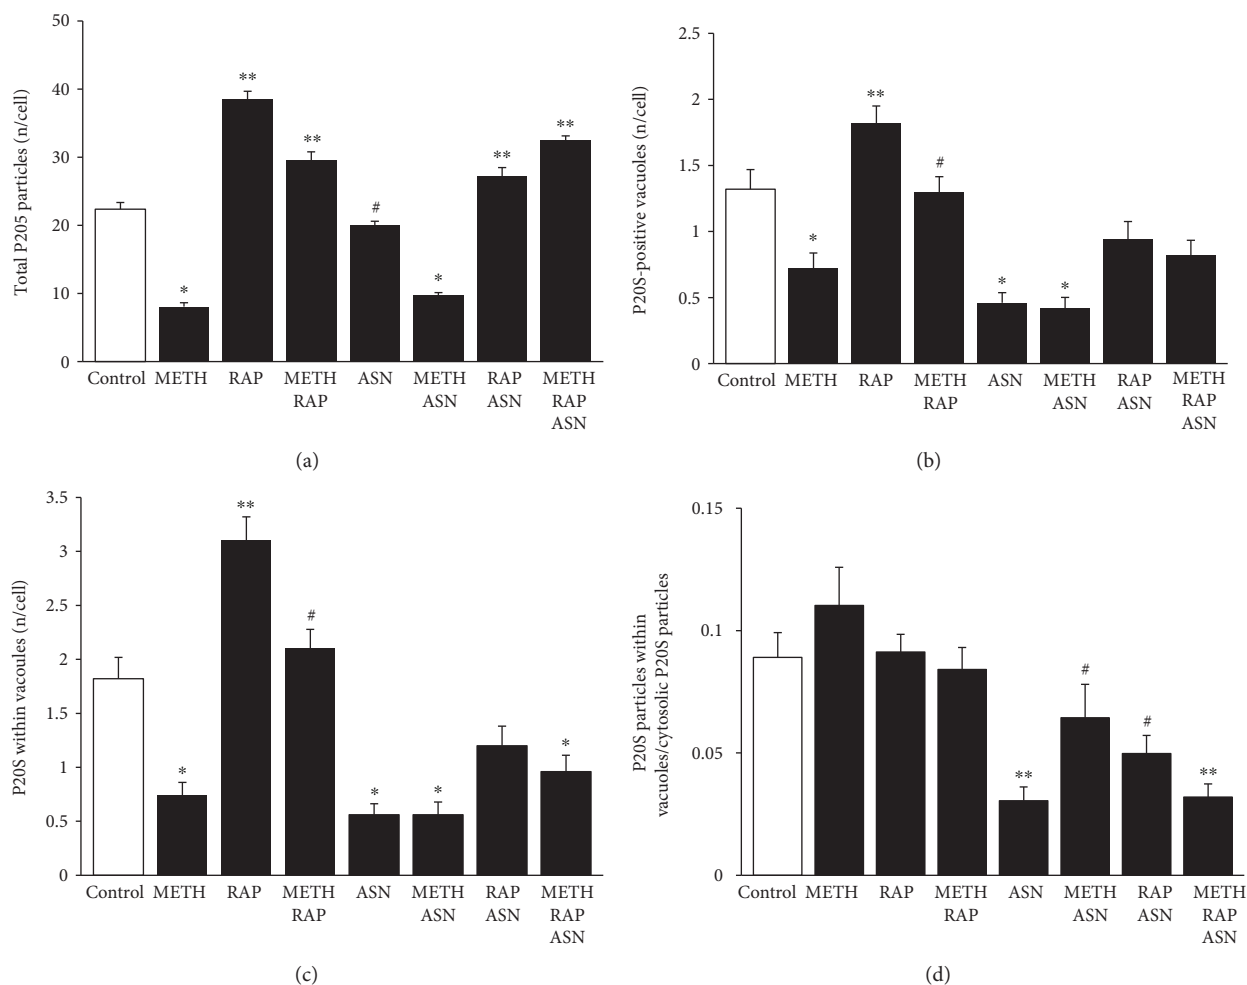 Total P205 particles (n/cell)
50
40
30
20
10
0
*
**
**
#
*
**
**
Control METH RAP METH ASN METH RAP METH
RAP ASN ASN RAP
ASN
(a)
P20S-positive vacuoles (n/cell)
2.5
2
1.5
1
0.5
0
*
**
#
*
*
Control METH RAP METH ASN METH RAP METH
RAP ASN ASN RAP
ASN
(b)
P20S within vacoules (n/cell)
3.5
3
2.5
2
1.5
1
0.5
0
*
**
#
*
*
*
Control METH RAP METH ASN METH RAP METH
RAP ASN ASN RAP
ASN
(c)
P20S particles within
vacuoles/cytosolic P20S particles
0.15
0.1
0.05
0
**
#
#
**
Control METH RAP METH ASN METH RAP METH
RAP ASN ASN RAP
ASN
(d)